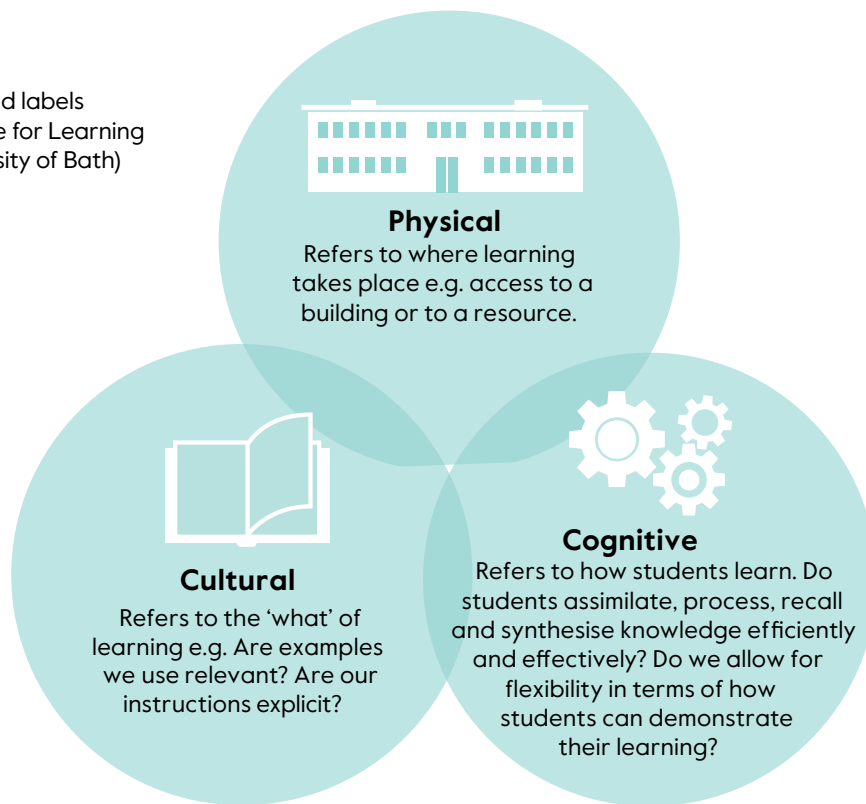 d labels
e for Learning
sity of Bath)
Physical
Refers to where learning
takes place e.g. access to a
building or to a resource.
Cultural
Refers to the ‘what’ of
learning e.g. Are examples
we use relevant? Are our
instructions explicit?
Cognitive
Refers to how students learn. Do
students assimilate, process, recall
and synthesise knowledge efficiently
and effectively? Do we allow for
flexibility in terms of how
students can demonstrate
their learning?